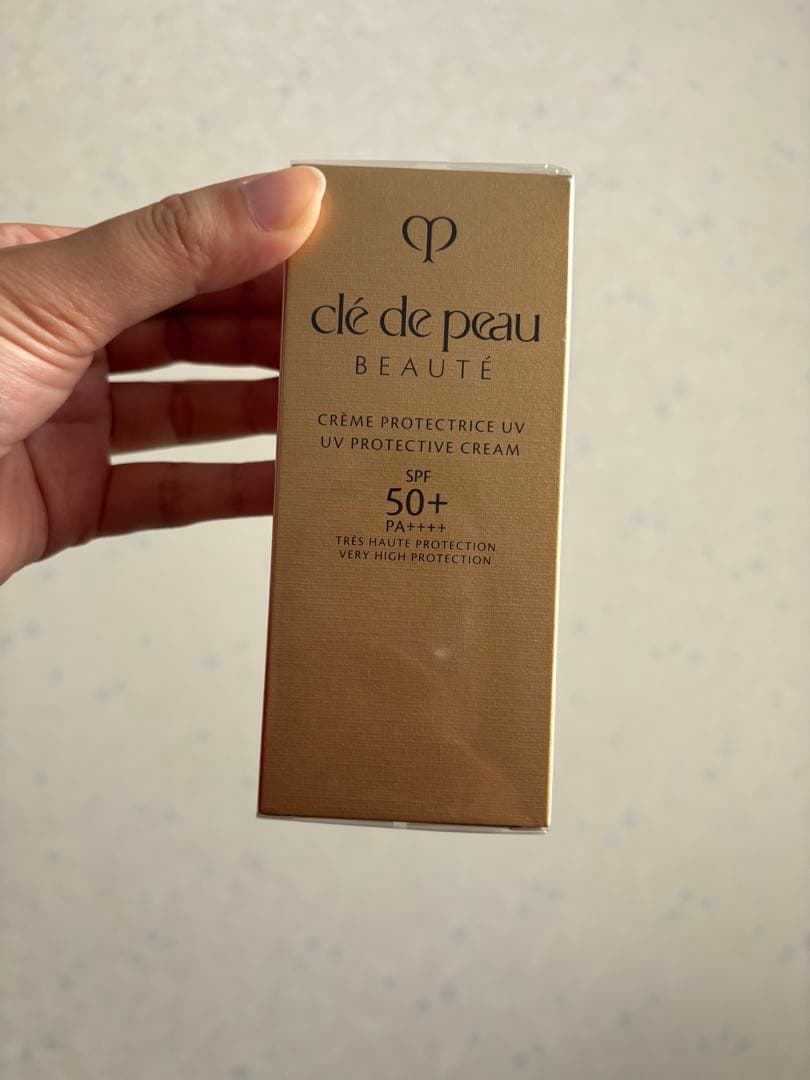 clé de peau
BEAUTÉ
CRÈME PROTECTRICE UV
UV PROTECTIVE CREAM
SPF
50+
PA++++
TRÈS HAUTE PROTECTION
VERY HIGH PROTECTION